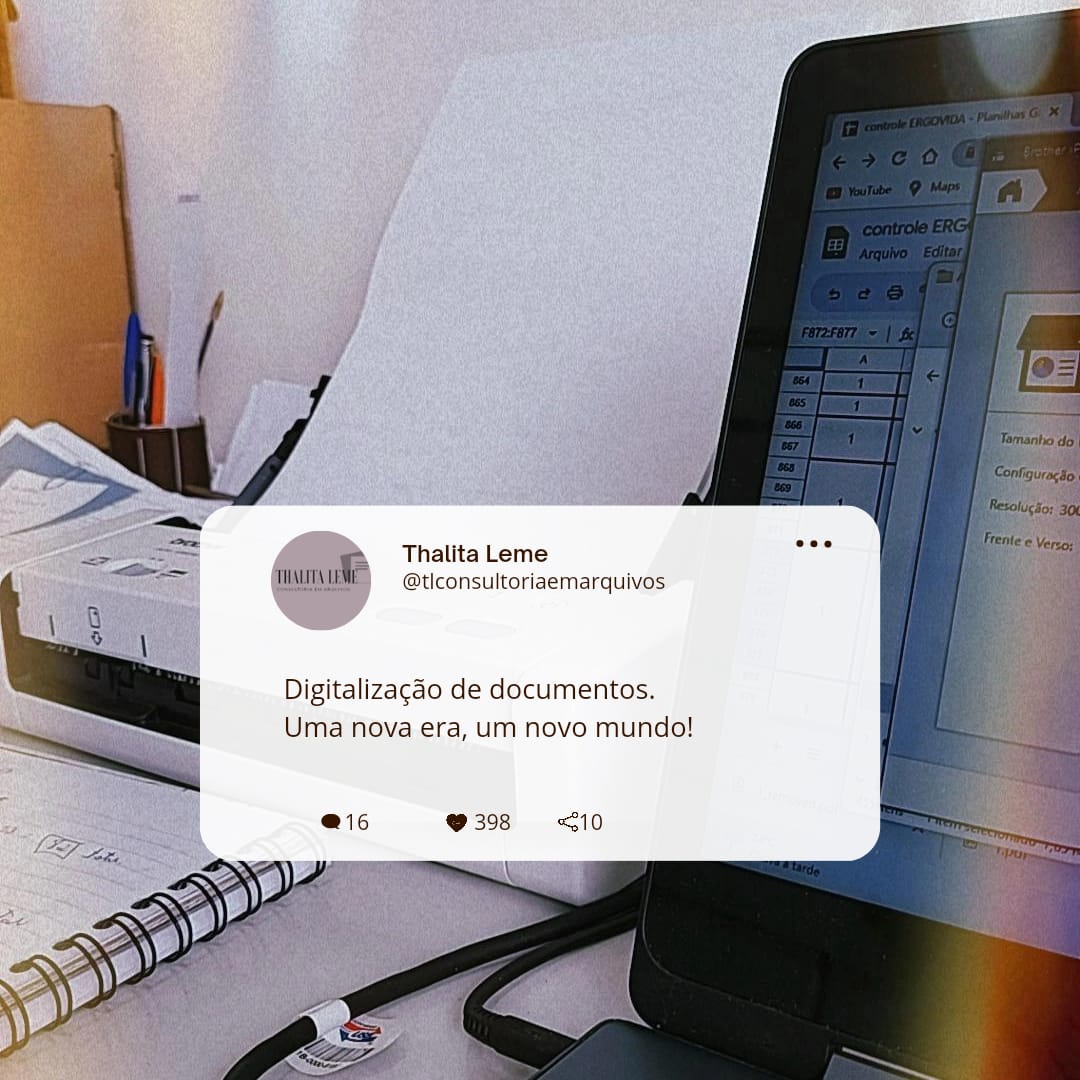 controle ERGOVIDA - Planilhas G
YouTube
Maps
controle ERG
Arquivo Editar
F872:F877
fx
A
864 1
865 1
866
867 1
868
869
1
Tamanho do
Configuração
Resolução: 300
Frente e Verso:
THALITA LEME
CONSULTORIA EM ARQUIVOS
Thalita Leme
@tlconsultoriaemarquivos
Digitalização de documentos.
Uma nova era, um novo mundo!
16 398 10